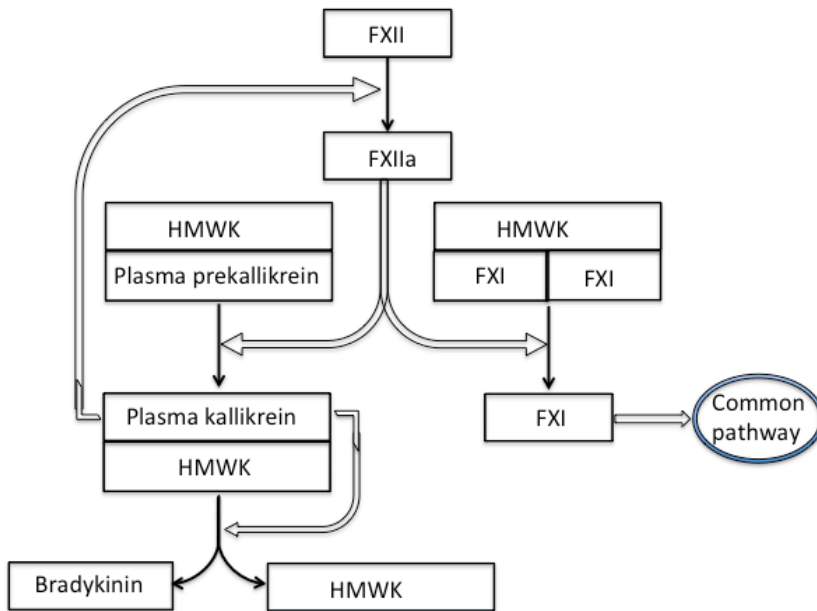 FXII
FXIIa
HMWK
Plasma prekallikrein
HMWK
FXI
FXI
Plasma kallikrein
HMWK
FXI
Common
pathway
Bradykinin
HMWK